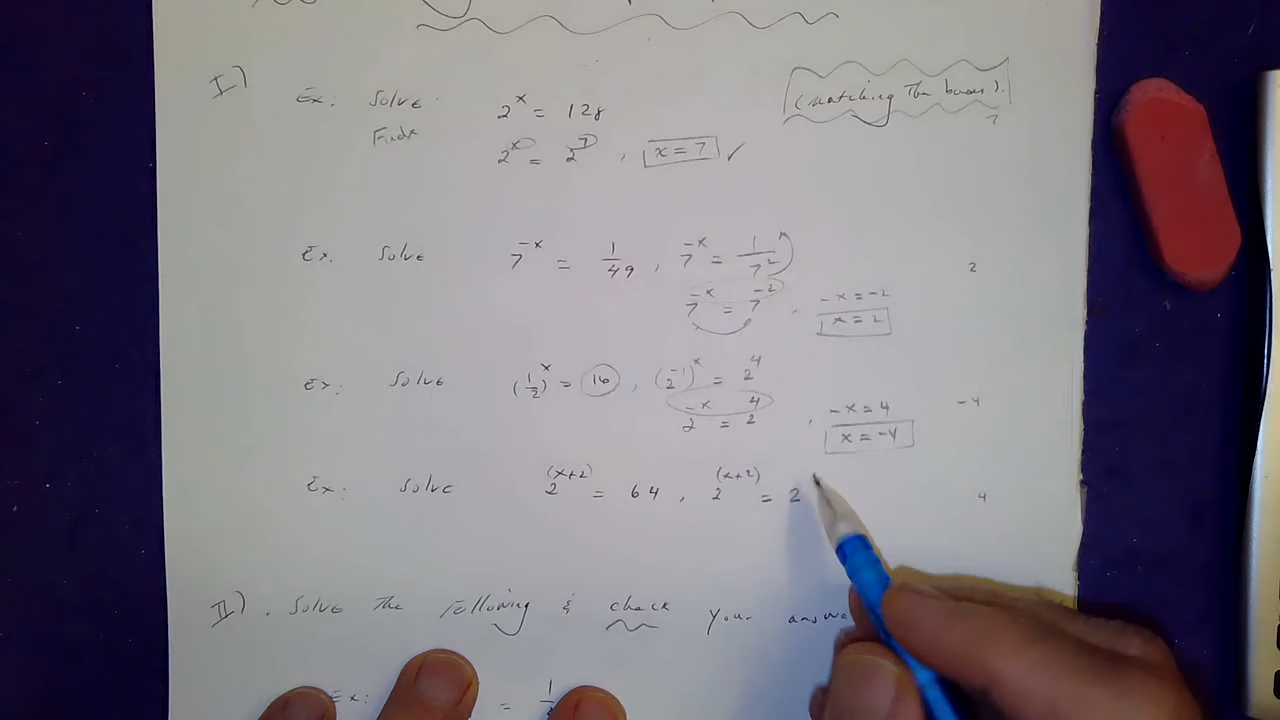 I)
Ex: Solve: 2^x = 128 (matching the bases).
Find x 7
2^x = 2^7, x = 7 ✓
Ex. Solve 7^-x = 1/49, 7^-x = 1/7^2 2
7^-x = 7^-2, -x = -2
x = 2
Ex: Solve (1/2)^x = 16, (2^-1)^x = 2^4
2^-x = 2^4, -x = 4 -4
x = -4
Ex: Solve 2^(x+2) = 64, 2^(x+2) = 2 4
II). Solve the following & check your answ
Ex: = 1/